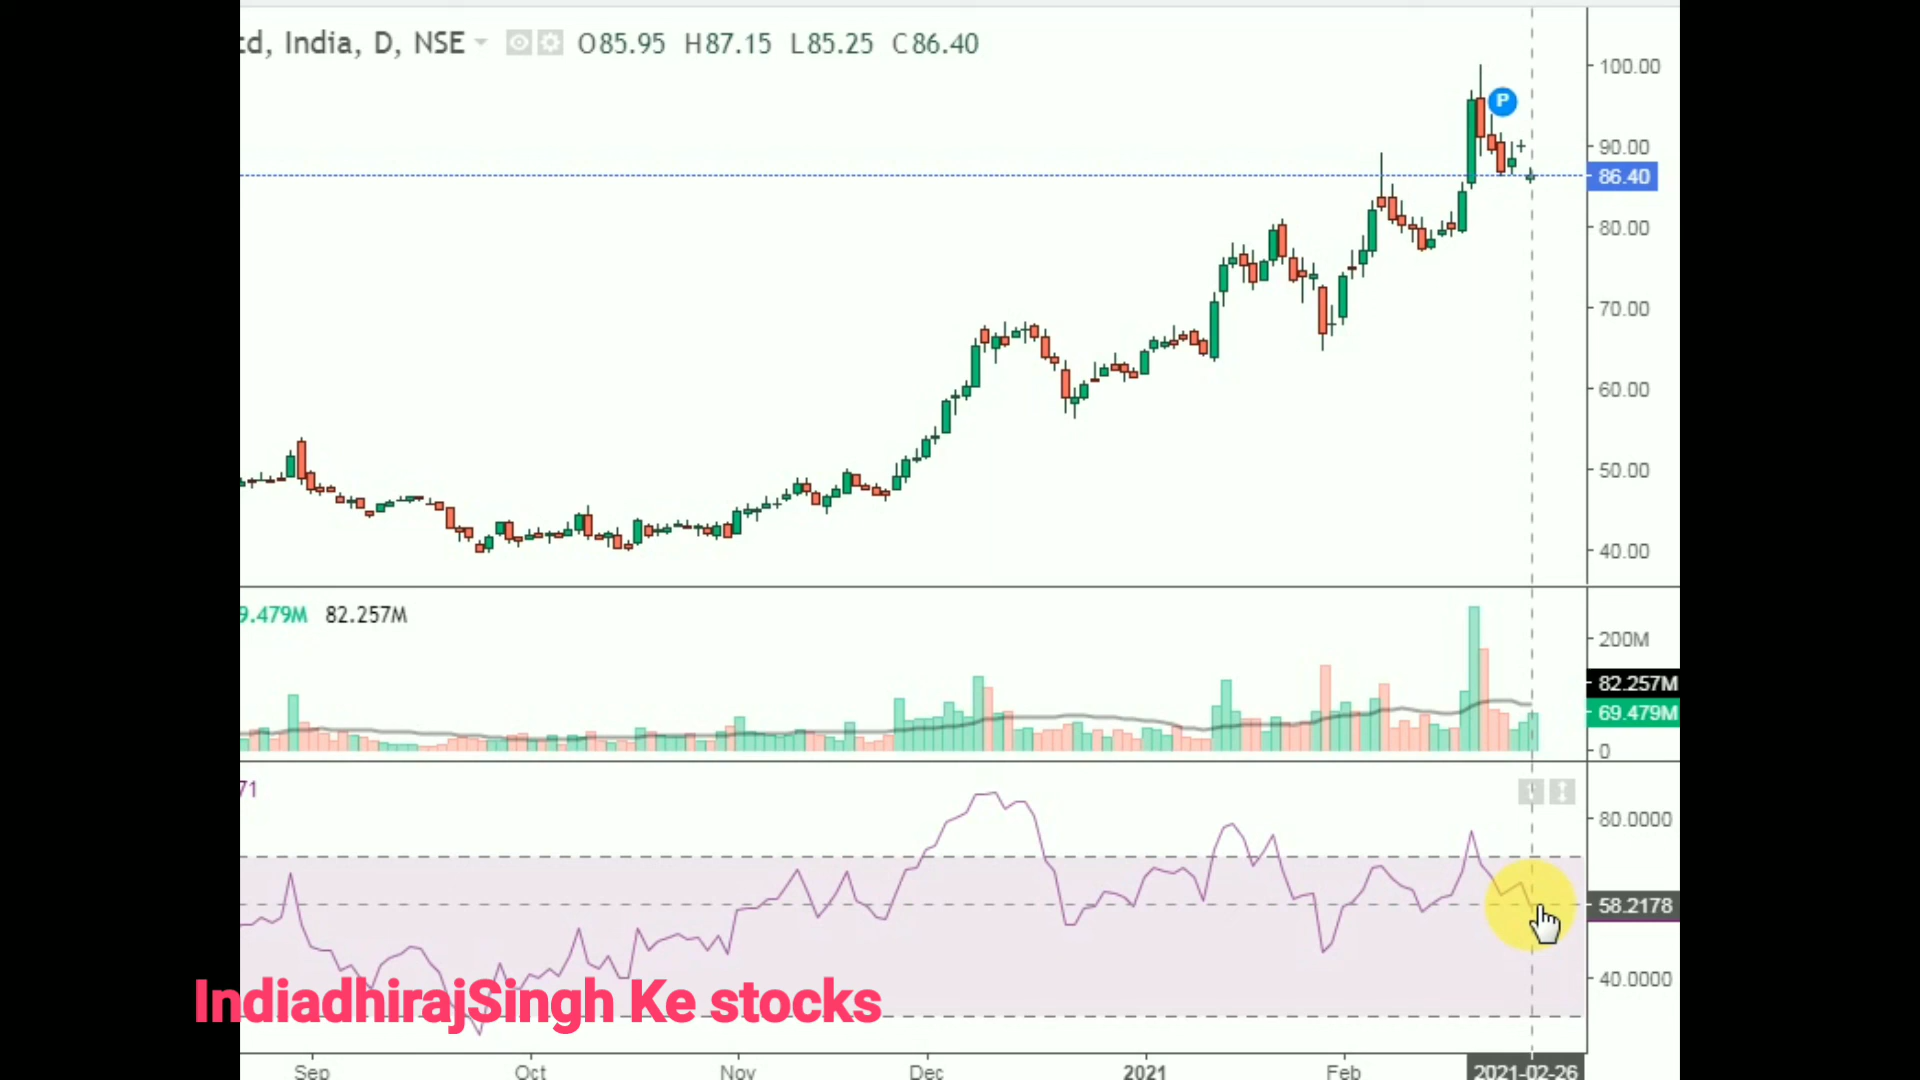 td, India, D, NSE O85.95 H87.15 L85.25 C86.40
100.00
P
90.00
86.40
80.00
70.00
60.00
50.00
40.00
9.479M 82.257M
200M
82.257M
69.479M
0
71
80.0000
58.2178
40.0000
IndiadhirajSingh Ke stocks
Sep Oct Nov Dec 2021 Feb 2021-02-26